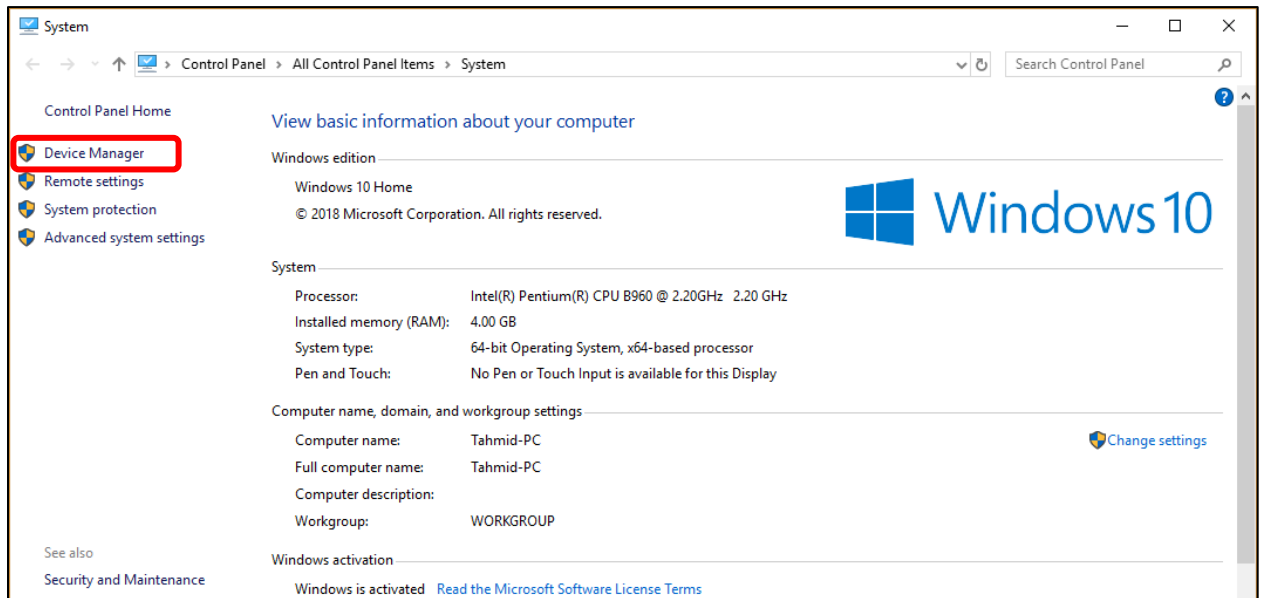 System
Control Panel > All Control Panel Items > System
Search Control Panel
Control Panel Home
Device Manager
Remote settings
System protection
Advanced system settings
See also
Security and Maintenance
?
View basic information about your computer
Windows edition
Windows 10 Home
© 2018 Microsoft Corporation. All rights reserved.
Windows 10
System
Processor: Intel(R) Pentium(R) CPU B960 @ 2.20GHz 2.20 GHz
Installed memory (RAM): 4.00 GB
System type: 64-bit Operating System, x64-based processor
Pen and Touch: No Pen or Touch Input is available for this Display
Computer name, domain, and workgroup settings
Computer name: Tahmid-PC
Change settings
Full computer name: Tahmid-PC
Computer description:
Workgroup: WORKGROUP
Windows activation
Windows is activated Read the Microsoft Software License Terms